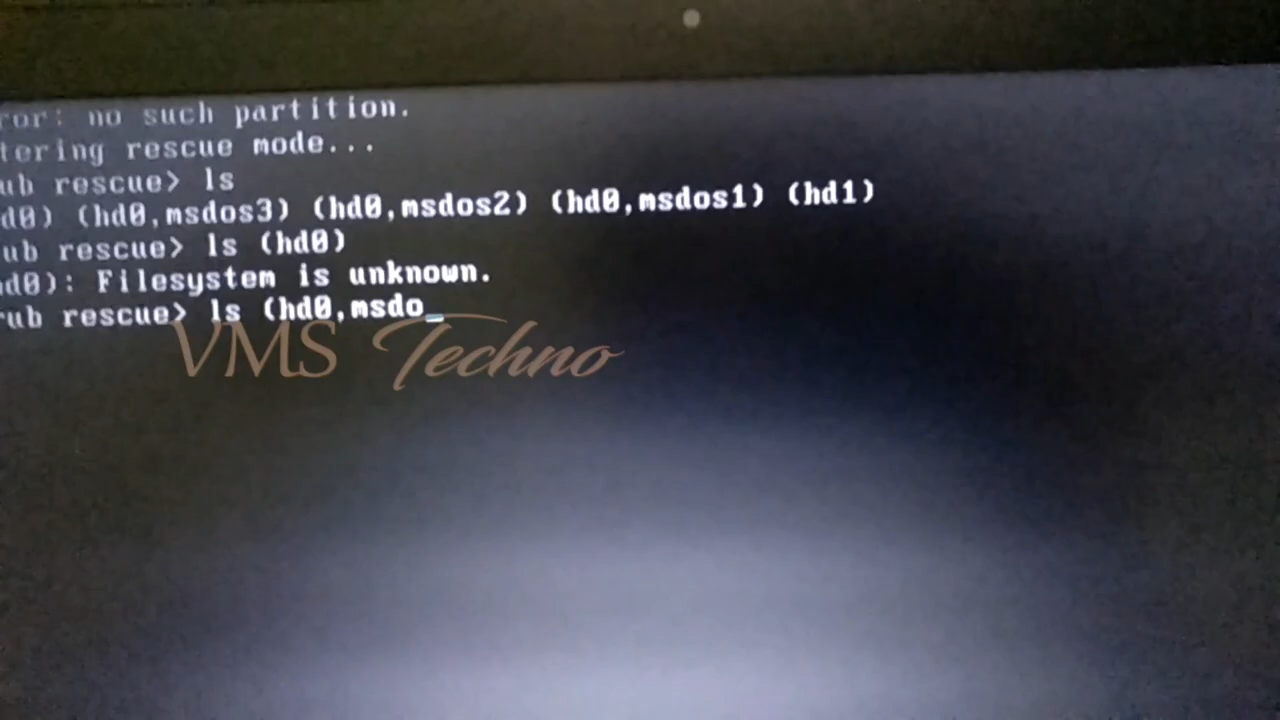 ror: no such partition.
tering rescue mode...
ub rescue> ls
d0) (hd0,msdos3) (hd0,msdos2) (hd0,msdos1) (hd1)
ub rescue> ls (hd0)
d0): Filesystem is unknown.
rub rescue> ls (hd0,msdo_
VMS Techno